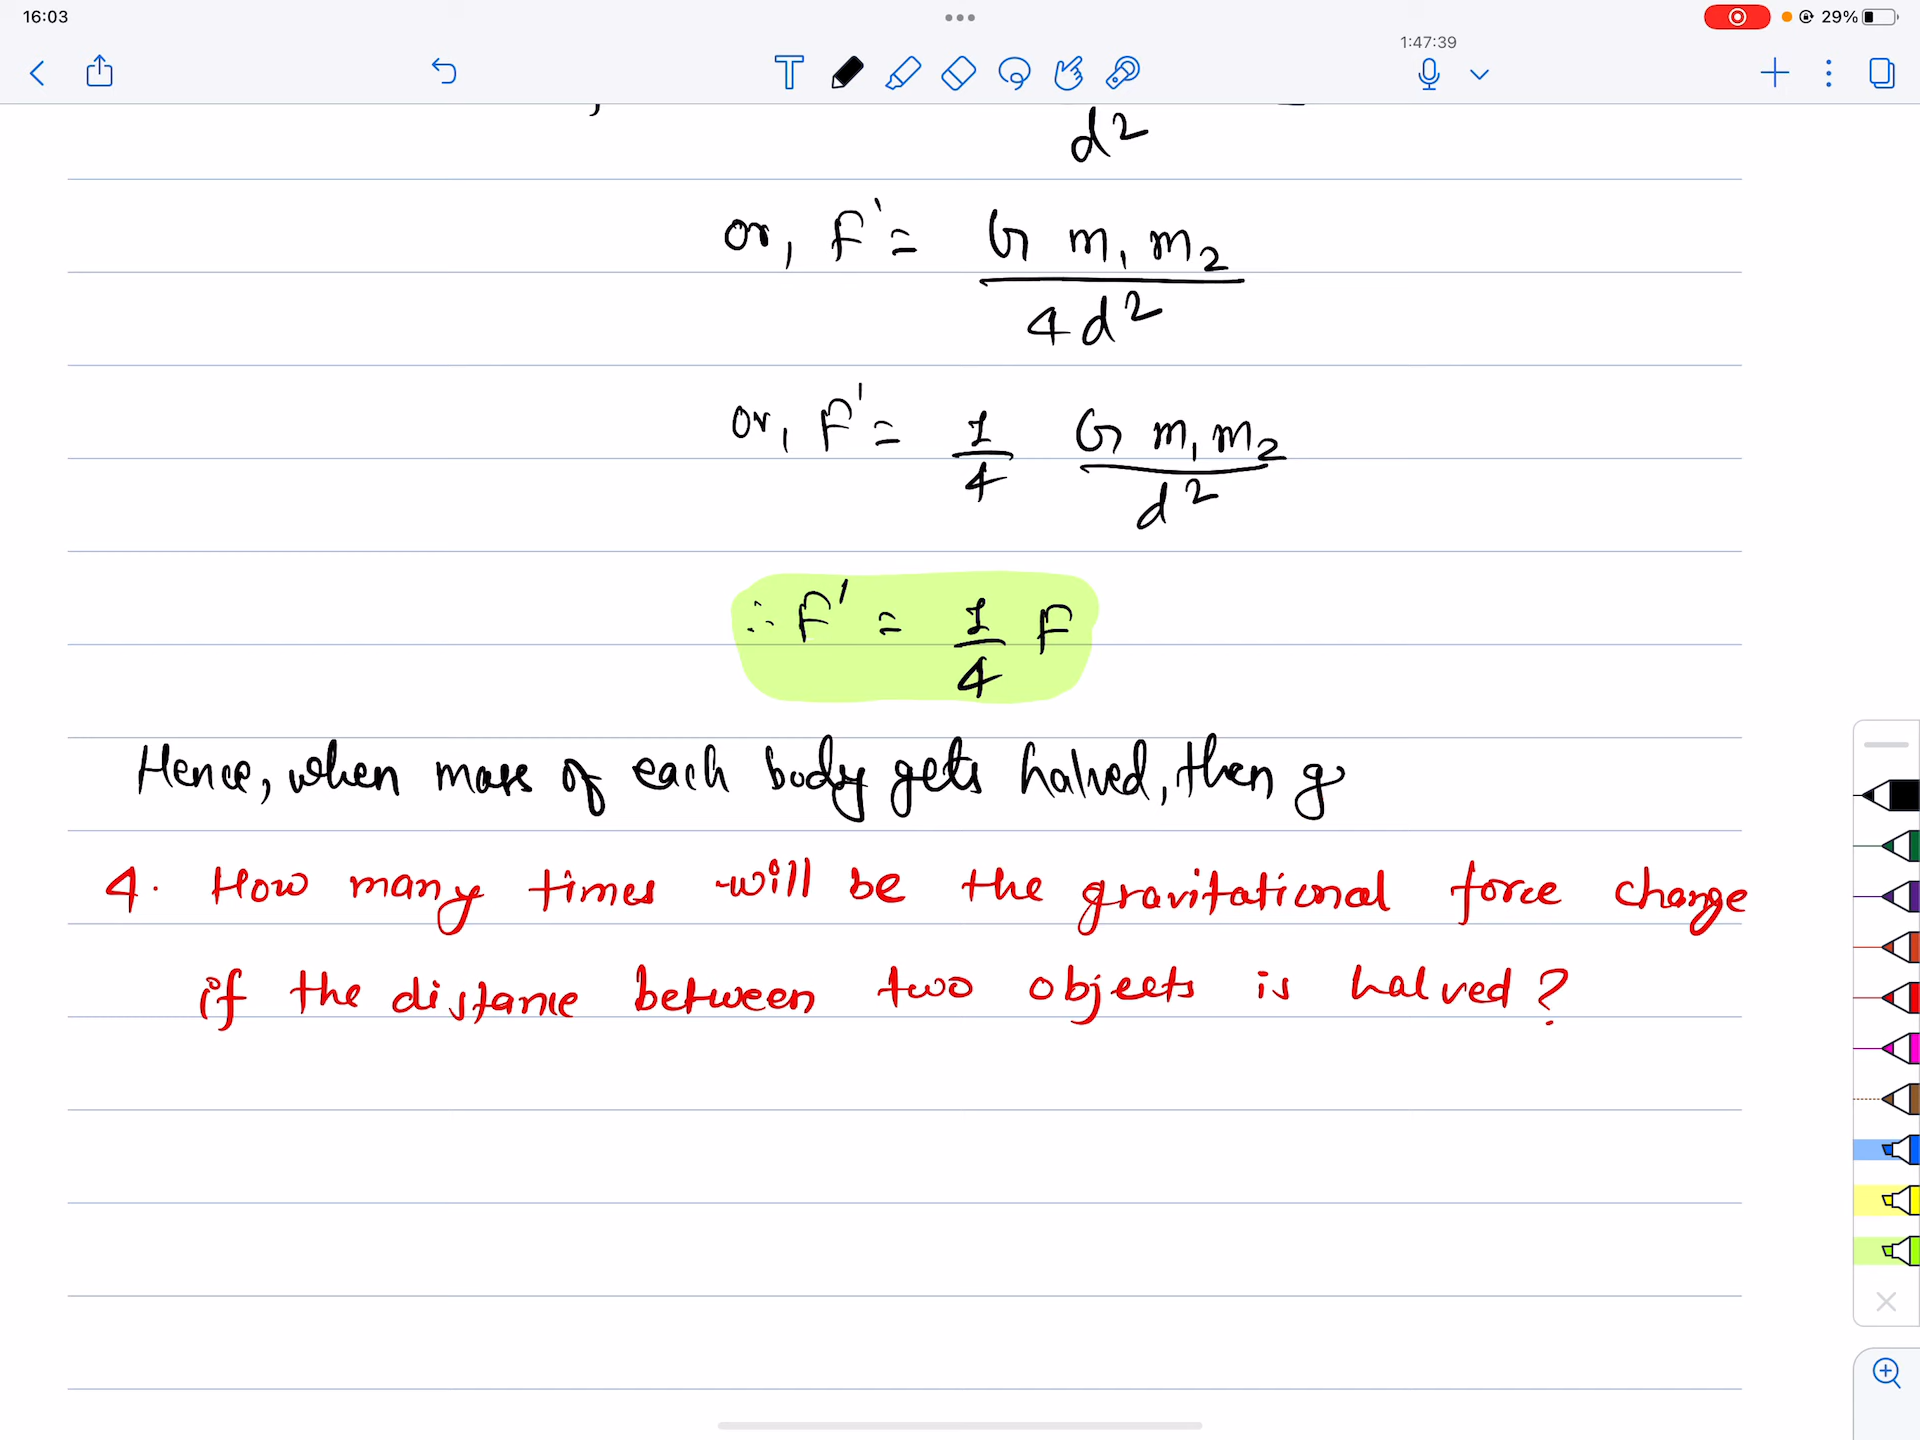 16:03
29%
1:47:39
d²
or, F' = G m₁ m₂
4d²
or, F' = 1/4 G m₁ m₂
d²
∴ F' = 1/4 F
Hence, when mass of each body gets halved, then g
4. How many times will be the gravitational force change
if the distance between two objects is halved?